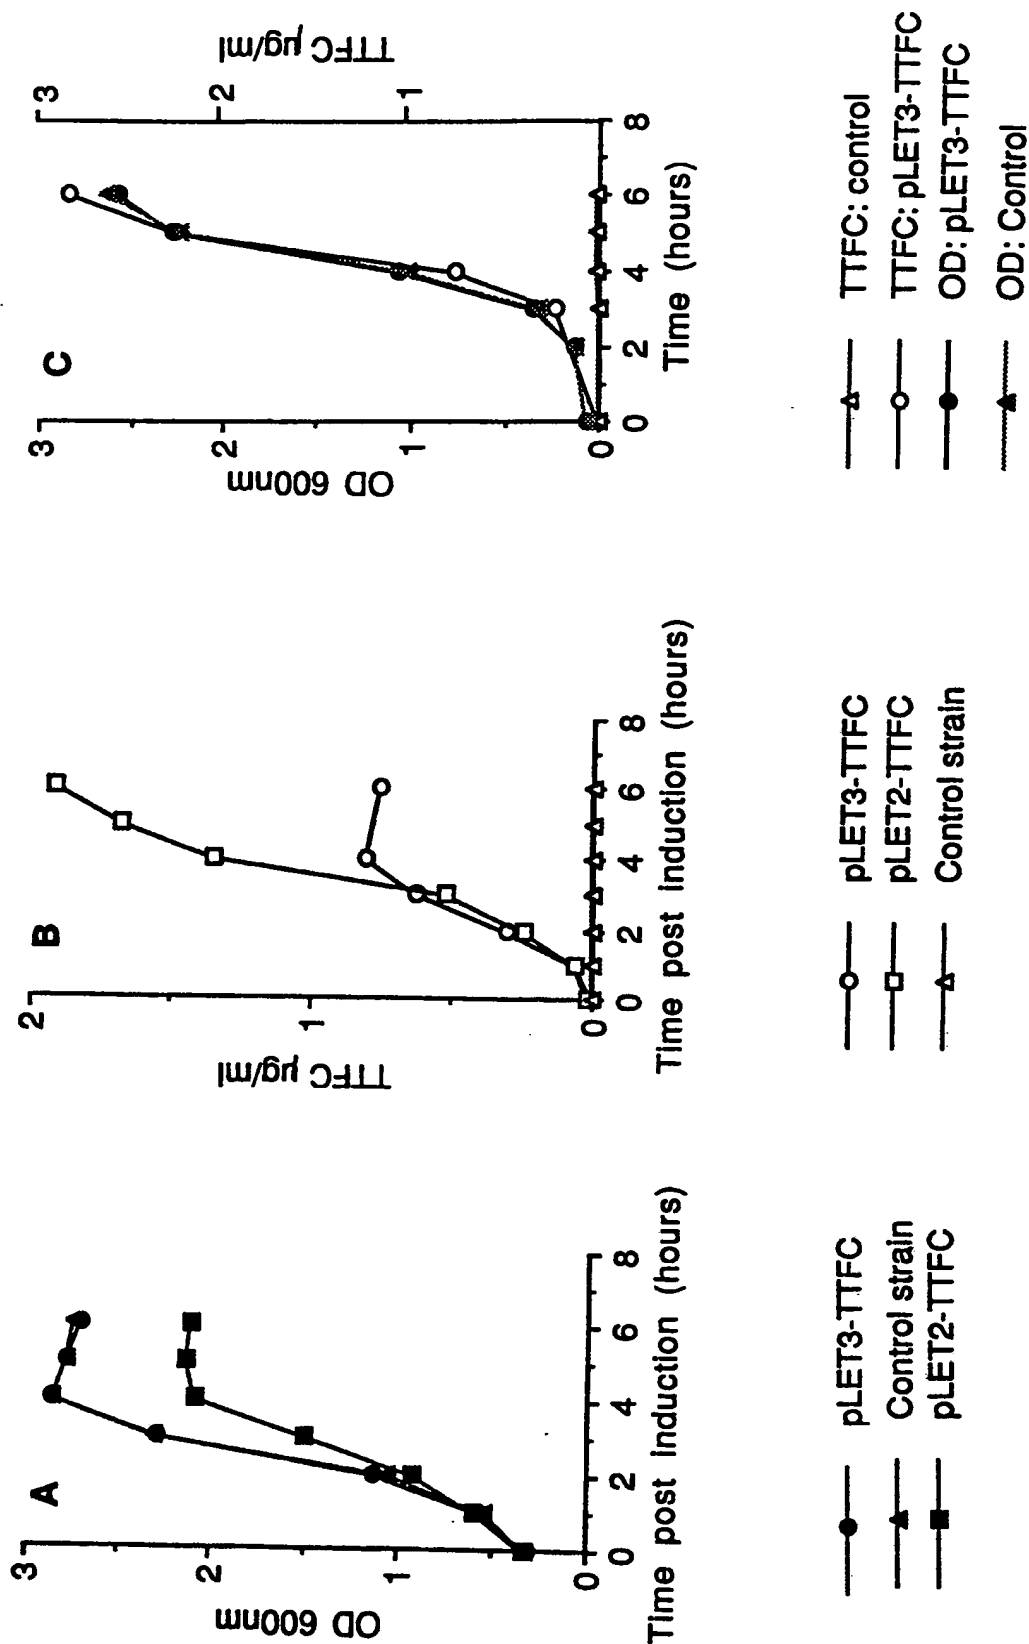 A
3
2
1
0
OD 600nm
0 2 4 6 8
Time post induction (hours)
pLET3-TTFC
Control strain
pLET2-TTFC
B
2
1
0
TTFC µg/ml
0 2 4 6 8
Time post induction (hours)
pLET3-TTFC
pLET2-TTFC
Control strain
C
3
2
1
0
OD 600nm
3
2
1
TTFC µg/ml
0 2 4 6 8
Time (hours)
TTFC: control
TTFC: pLET3-TTFC
OD: pLET3-TTFC
OD: Control